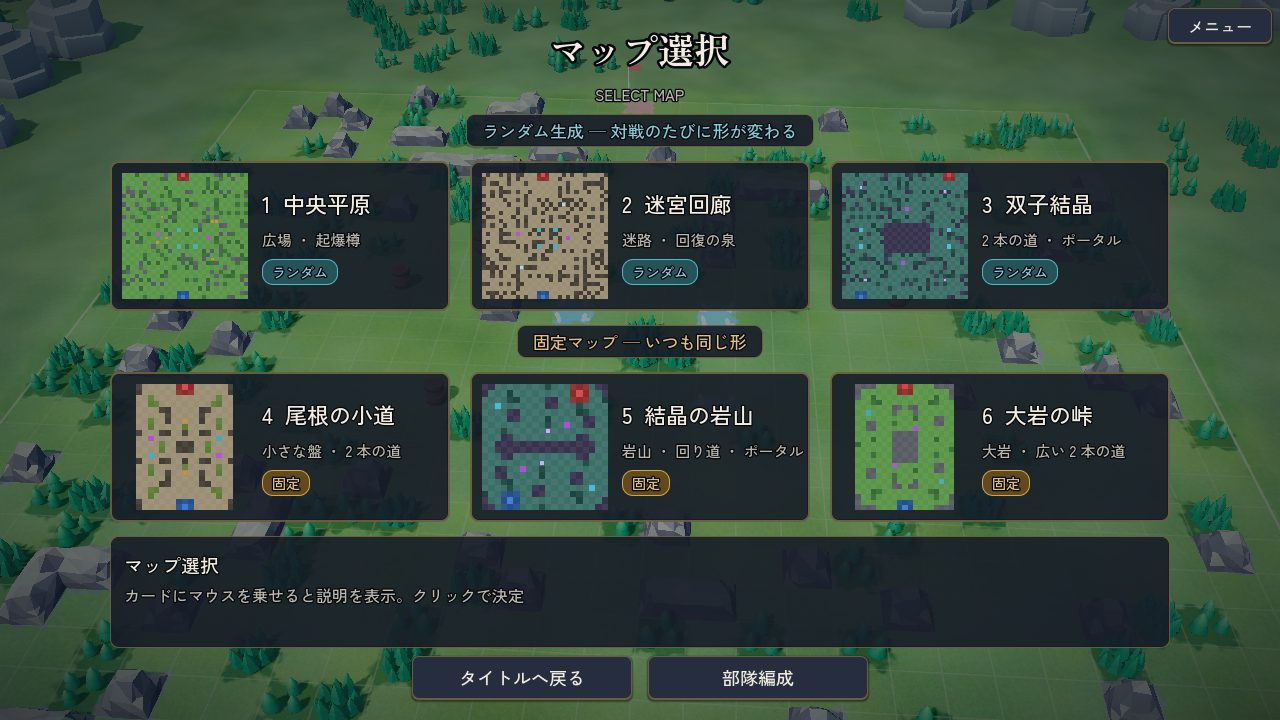 メニュー
マップ選択
SELECT MAP
ランダム生成 — 対戦のたびに形が変わる
1 中央平原
広場 ・ 起爆樽
ランダム
2 迷宮回廊
迷路 ・ 回復の泉
ランダム
3 双子結晶
2 本の道 ・ ポータル
ランダム
固定マップ — いつも同じ形
4 尾根の小道
小さな盤 ・ 2 本の道
固定
5 結晶の岩山
岩山 ・ 回り道 ・ ポータル
固定
6 大岩の峠
大岩 ・ 広い 2 本の道
固定
マップ選択
カードにマウスを乗せると説明を表示。クリックで決定
タイトルへ戻る
部隊編成